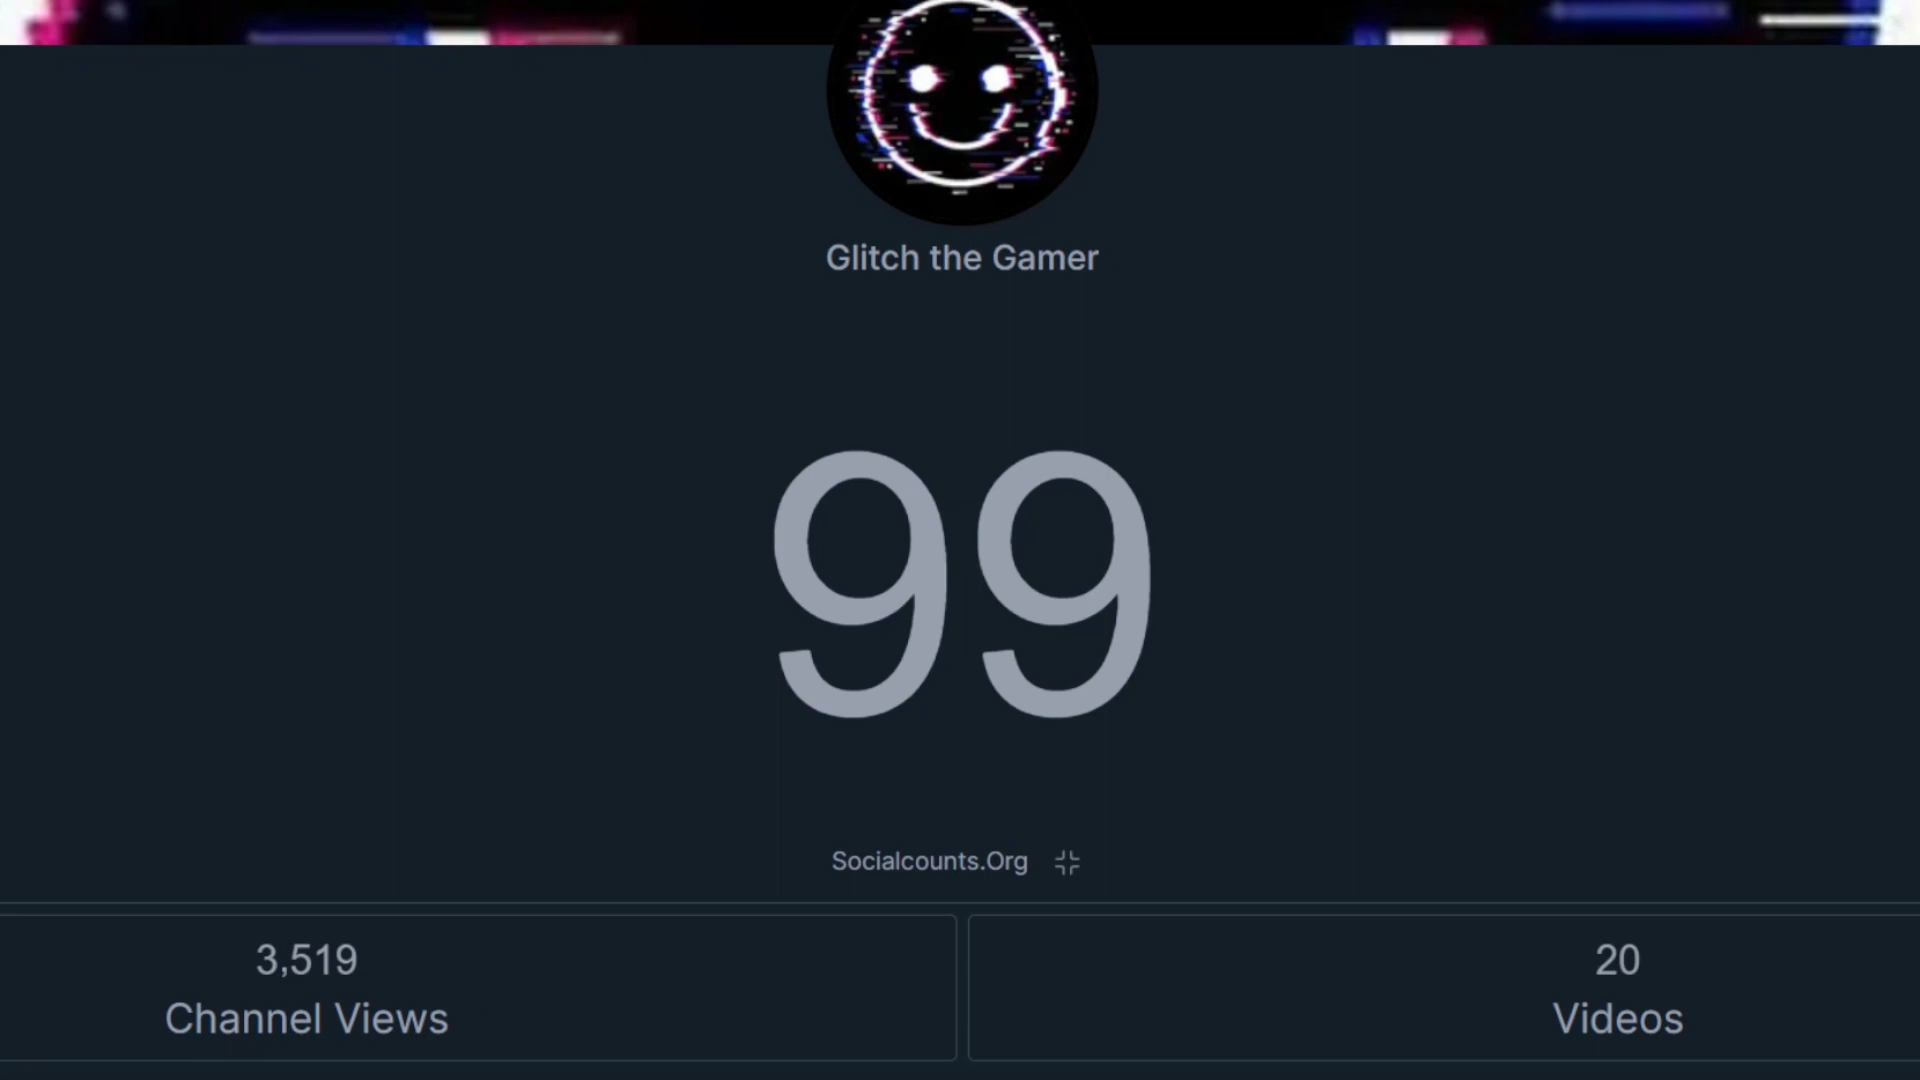 Glitch the Gamer
99
Socialcounts.Org
3,519
Channel Views
20
Videos